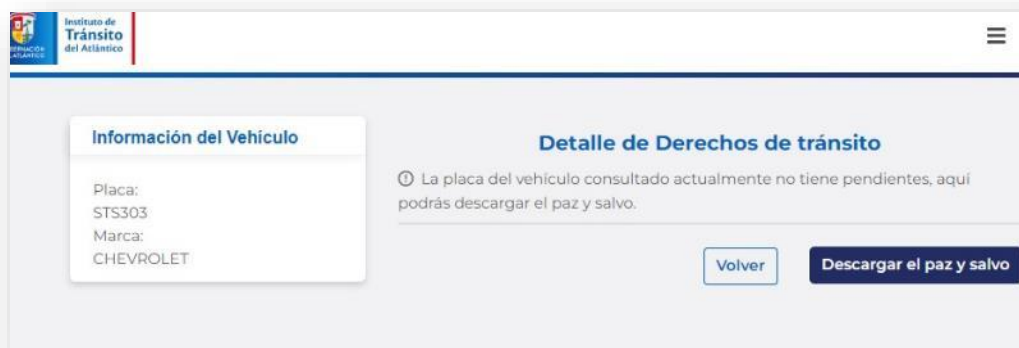 Instituto de
Tránsito
del Atlántico
Información del Vehículo
Placa:
STS303
Marca:
CHEVROLET
Detalle de Derechos de tránsito
La placa del vehículo consultado actualmente no tiene pendientes, aquí
podrás descargar el paz y salvo.
Volver
Descargar el paz y salvo